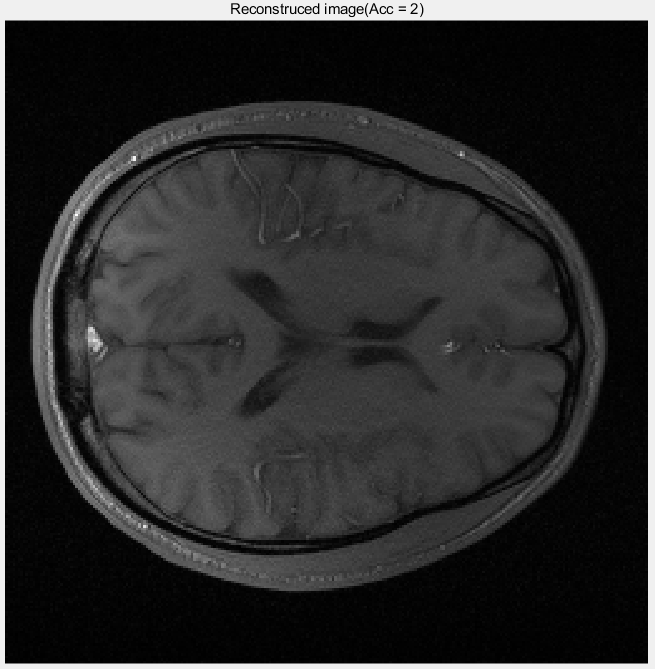 Reconstruced image(Acc = 2)